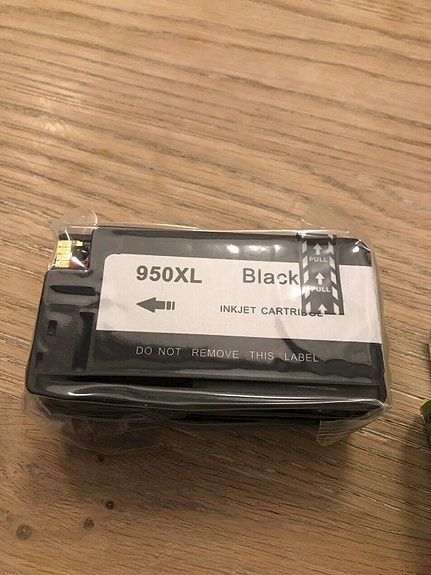 950XL Black
PULL
PULL
INKJET CARTRIDGE
DO NOT REMOVE THIS LABEL